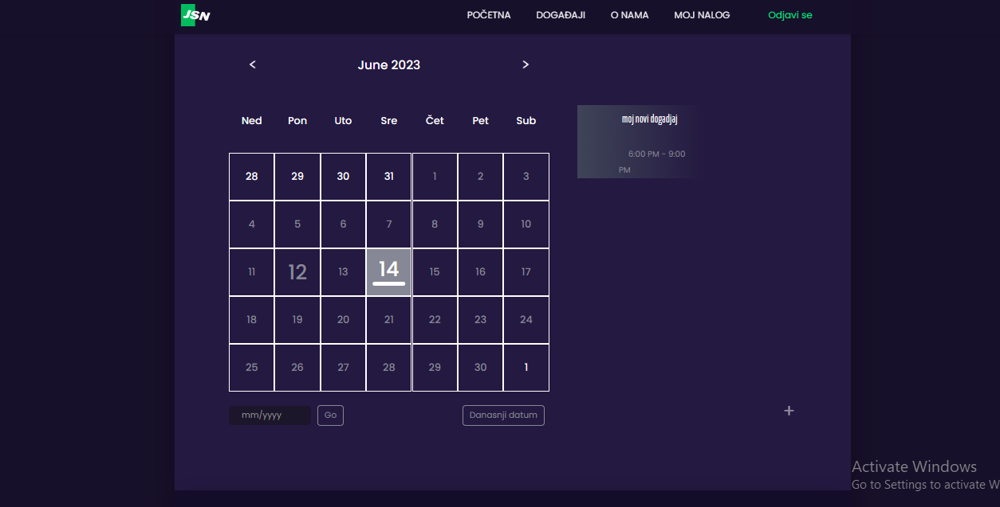 JSN POČETNA DOGAĐAJI O NAMA MOJ NALOG Odjavi se
< June 2023 >
Ned Pon Uto Sre Čet Pet Sub
28 29 30 31 1 2 3
4 5 6 7 8 9 10
11 12 13 14 15 16 17
18 19 20 21 22 23 24
25 26 27 28 29 30 1
mm/yyyy Go Danasnji datum
moj novi dogadjaj
6:00 PM - 9:00
PM
+
Activate Windows
Go to Settings to activate W